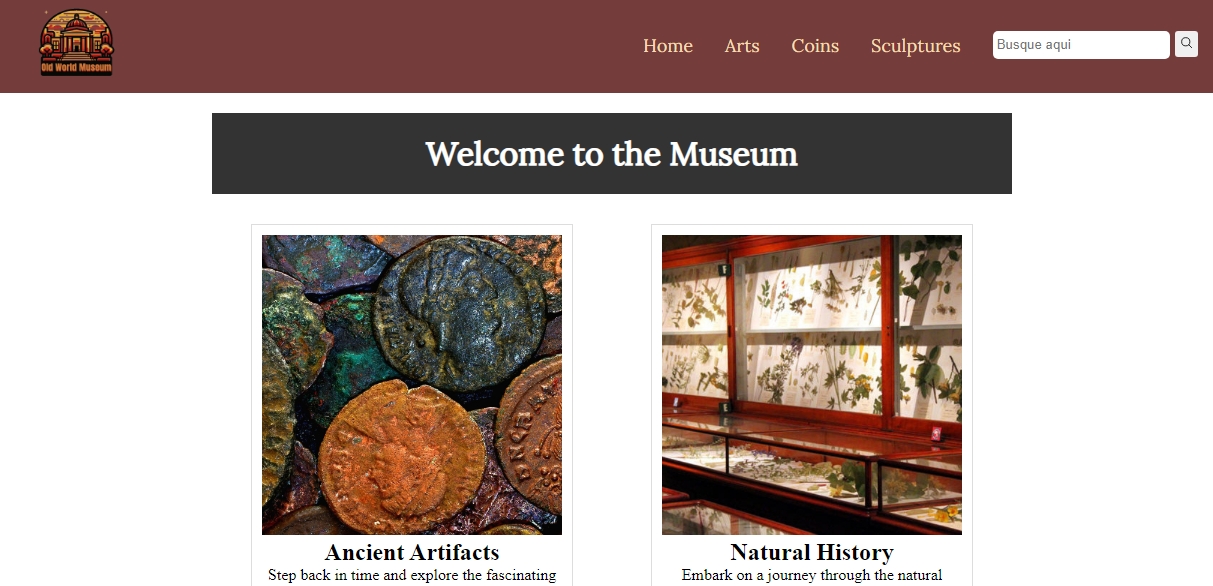 Old World Museum
Home Arts Coins Sculptures Busque aqui
Welcome to the Museum
Ancient Artifacts
Step back in time and explore the fascinating
Natural History
Embark on a journey through the natural